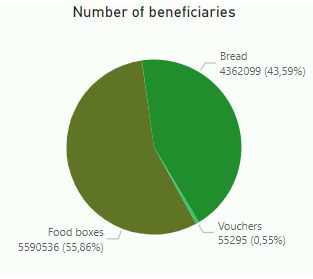 Number of beneficiaries
Bread
4362099 (43,59%)
Vouchers
55295 (0,55%)
Food boxes
5590536 (55,86%)